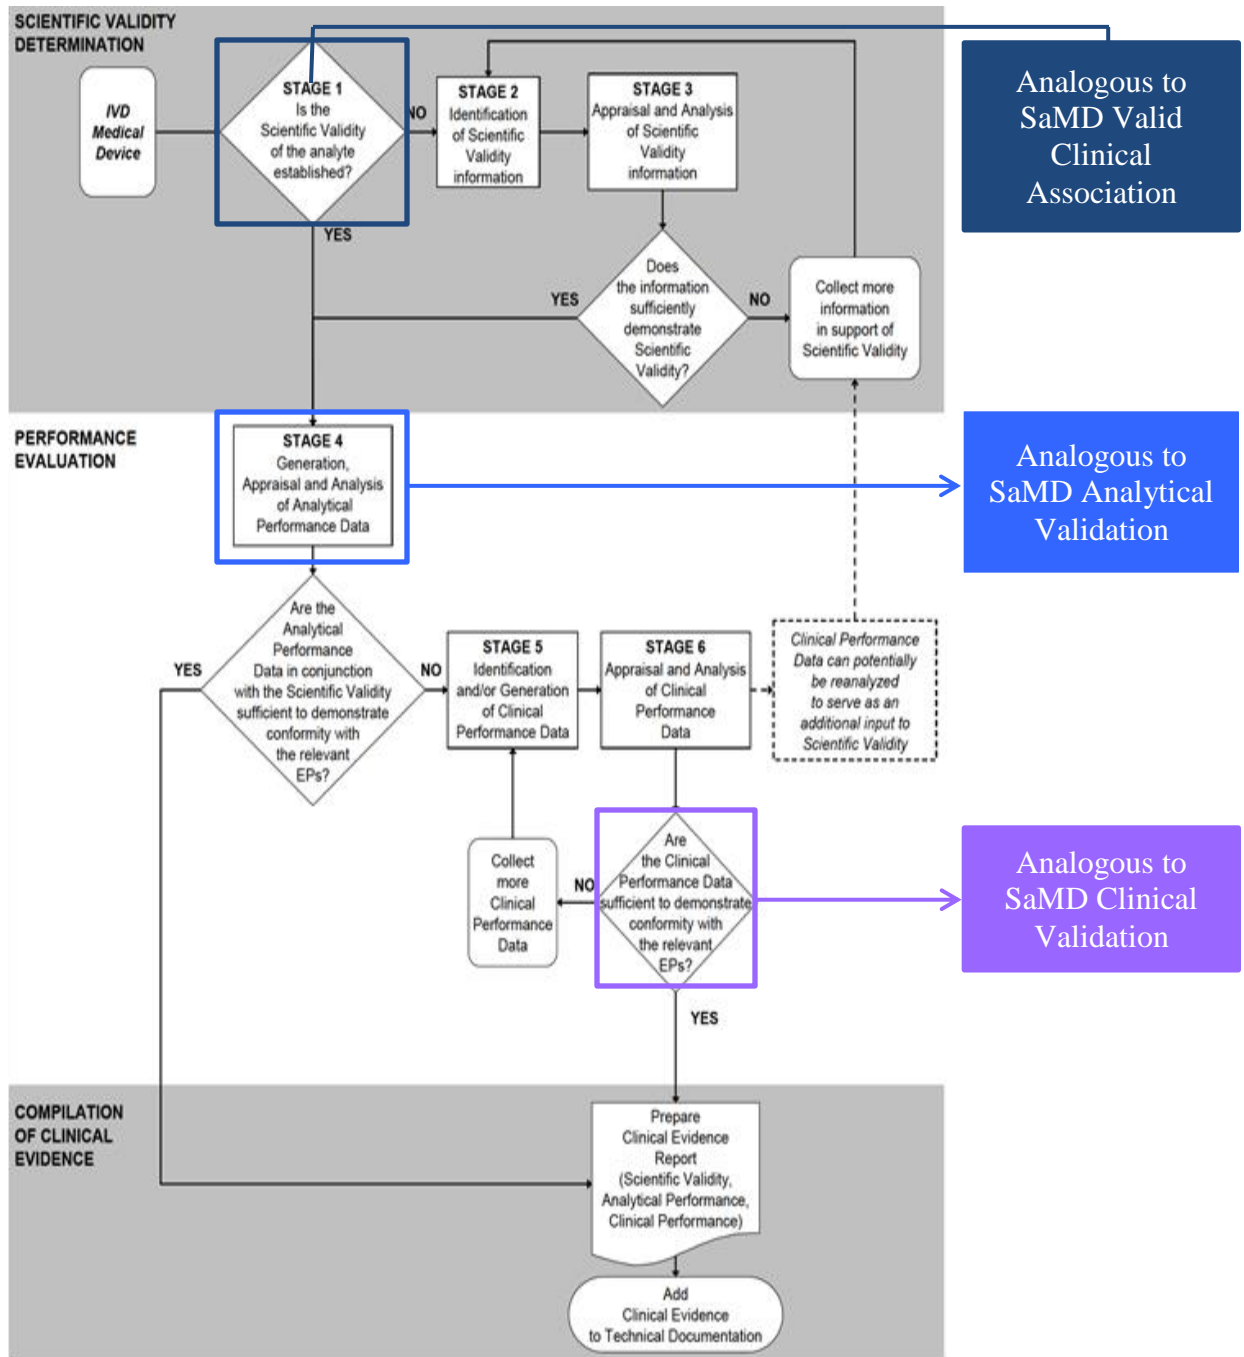 SCIENTIFIC VALIDITY
DETERMINATION
IVD
Medical
Device
STAGE 1
Is the
Scientific Validity
of the analyte
established?
NO
YES
STAGE 2
Identification
of Scientific
Validity
information
STAGE 3
Appraisal and Analysis
of Scientific
Validity
information
Analogous to
SaMD Valid
Clinical
Association
Does
the information
sufficiently
demonstrate
Scientific
Validity?
YES
NO
Collect more
information
in support of
Scientific Validity
PERFORMANCE
EVALUATION
STAGE 4
Generation,
Appraisal and Analysis
of Analytical
Performance Data
Analogous to
SaMD Analytical
Validation
Are the
Analytical
Performance
Data in conjunction
with the Scientific Validity
sufficient to demonstrate
conformity with
the relevant
EPs?
YES
NO
STAGE 5
Identification
and/or Generation
of Clinical
Performance Data
STAGE 6
Appraisal and Analysis
of Clinical
Performance
Data
Clinical Performance
Data can potentially
be reanalyzed
to serve as an
additional input to
Scientific Validity
Collect
more
Clinical
Performance
Data
NO
Are
the Clinical
Performance Data
sufficient to demonstrate
conformity with
the relevant
EPs?
YES
Analogous to
SaMD Clinical
Validation
COMPILATION
OF CLINICAL
EVIDENCE
Prepare
Clinical Evidence
Report
(Scientific Validity,
Analytical Performance,
Clinical Performance)
Add
Clinical Evidence
to Technical Documentation